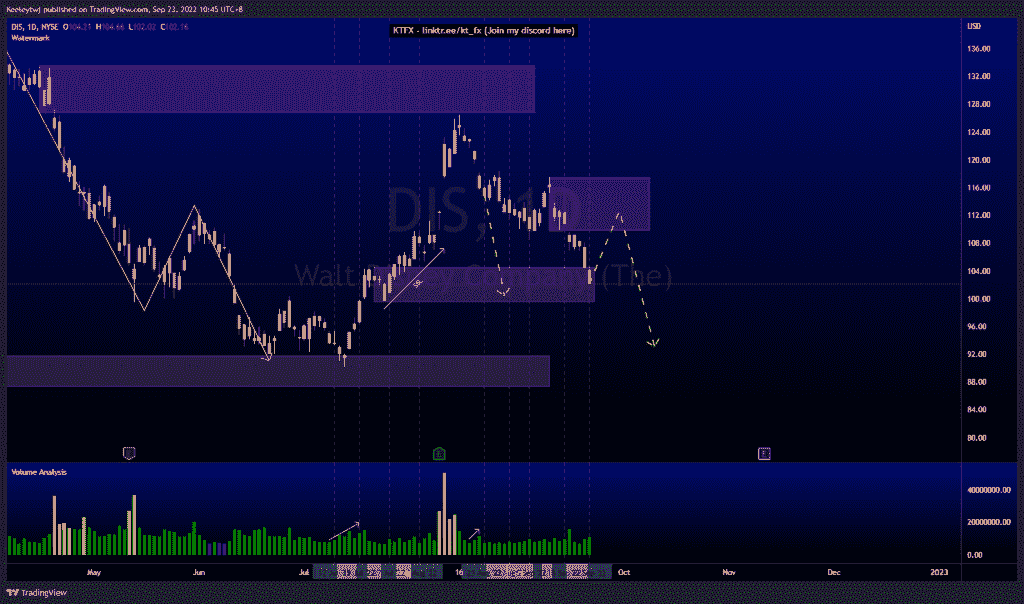 Keeleytwj published on TradingView.com, Sep 23, 2022 10:45 UTC+8
DIS, 1D, NYSE O104.21 H104.66 L102.02 C102.16
Watermark
KTFX - linktr.ee/kt_fx (Join my discord here)
USD
136.00
132.00
128.00
124.00
120.00
116.00
112.00
108.00
104.00
100.00
96.00
92.00
88.00
84.00
80.00
DIS, 1D
Walt Disney Company (The)
Volume Analysis
40000000.00
20000000.00
0.00
May
Jun
Jul
16
Oct
Nov
Dec
2023
TradingView